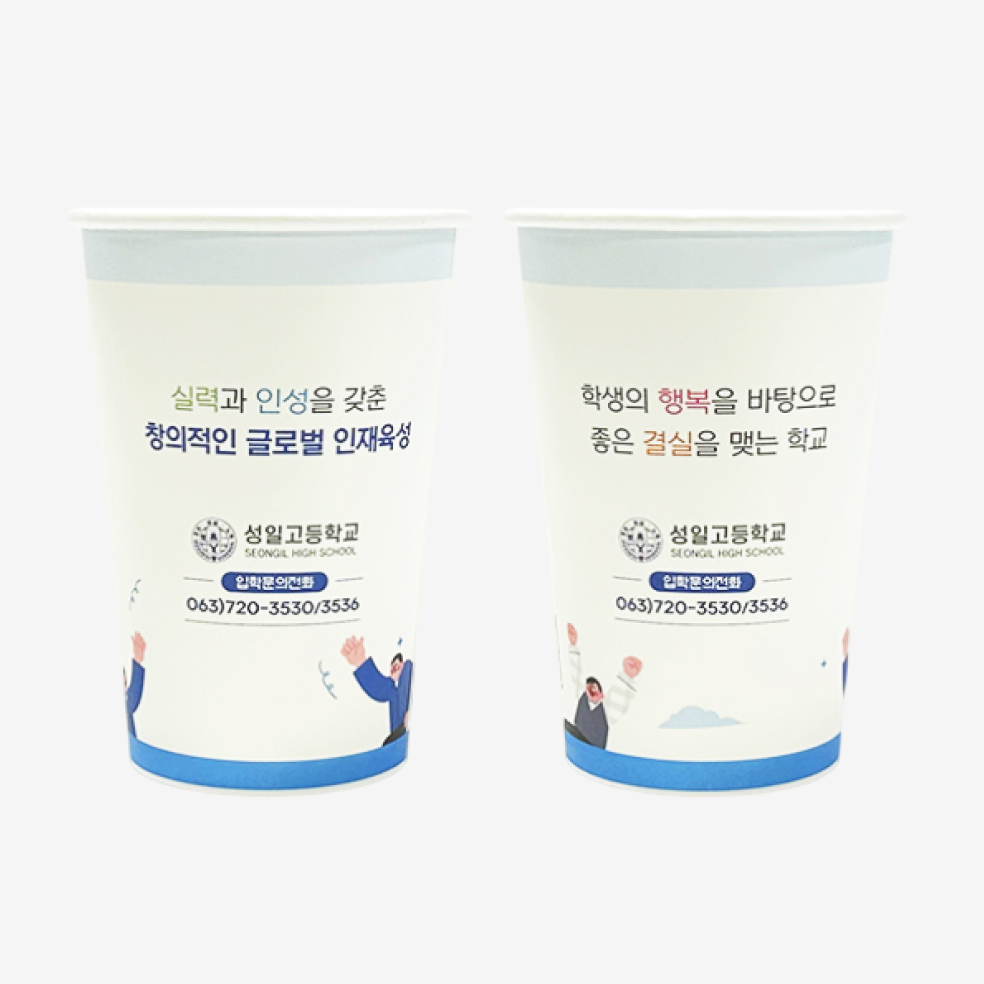 실력과 인성을 갖춘
창의적인 글로벌 인재육성
성일고등학교
SEONGIL HIGH SCHOOL
입학문의전화
063)720-3530/3536
학생의 행복을 바탕으로
좋은 결실을 맺는 학교
성일고등학교
SEONGIL HIGH SCHOOL
입학문의전화
063)720-3530/3536